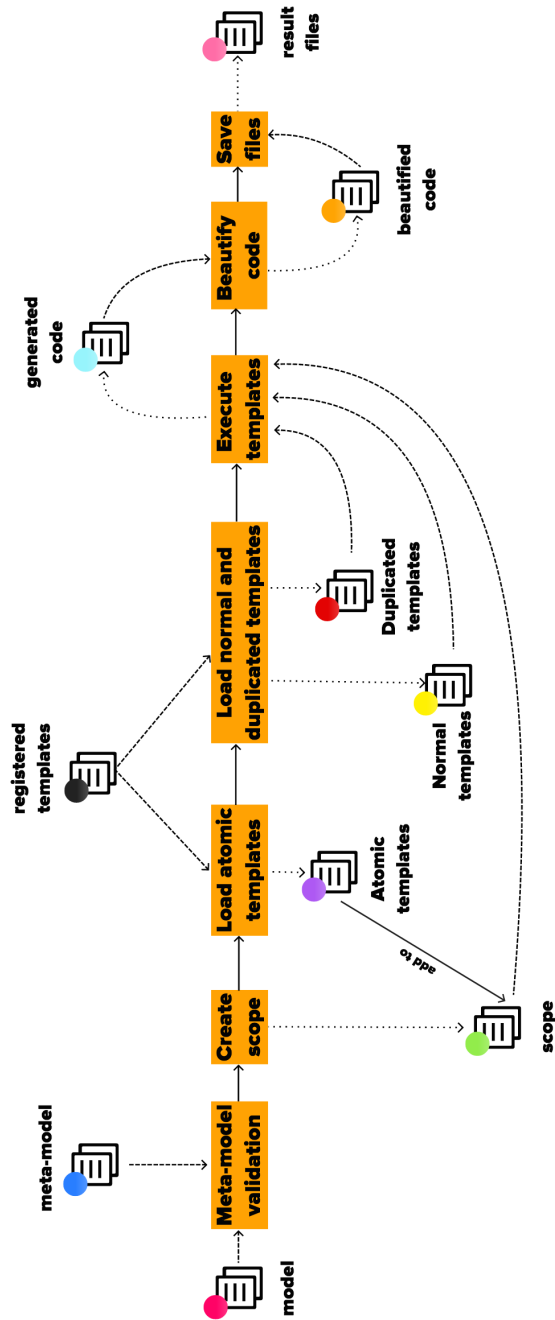 model
meta-model
Meta-model
validation
Create
scope
scope
Load atomic
templates
registered
templates
Atomic
templates
add to
Load normal and
duplicated templates
Normal
templates
Duplicated
templates
Execute
templates
generated
code
Beautify
code
beautified
code
Save
files
result
files